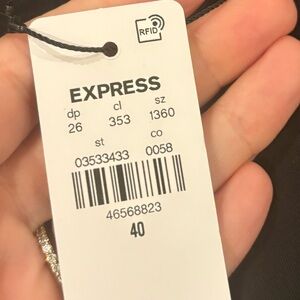 RFID
EXPRESS
dp cl sz
26 353 1360
st co
03533433 0058
46568823
40